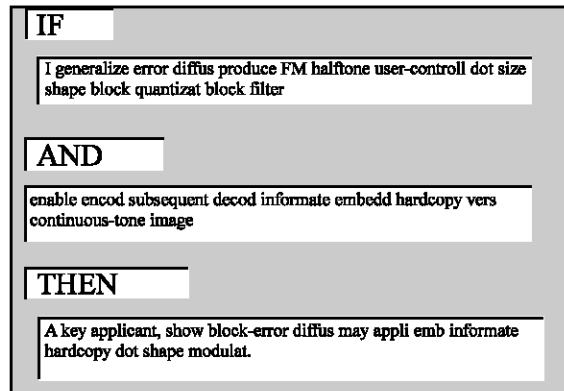 IF
I generalize error diffus produce FM halftone user-controll dot size
shape block quantizat block filter
AND
enable encod subsequent decod informate embedd hardcopy vers
continuous-tone image
THEN
A key applicant, show block-error diffus may appli emb informate
hardcopy dot shape modulat.